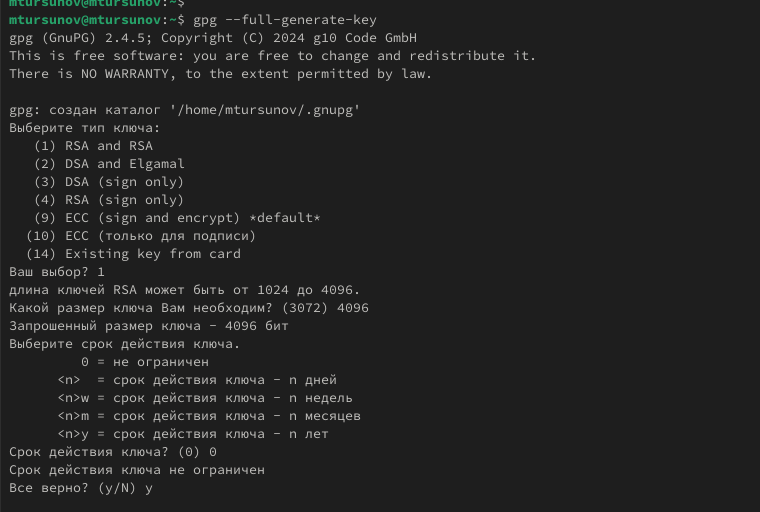 mtursunov@mtursunov:~$
mtursunov@mtursunov:~$ gpg --full-generate-key
gpg (GnuPG) 2.4.5; Copyright (C) 2024 g10 Code GmbH
This is free software: you are free to change and redistribute it.
There is NO WARRANTY, to the extent permitted by law.

gpg: создан каталог '/home/mtursunov/.gnupg'
Выберите тип ключа:
   (1) RSA and RSA
   (2) DSA and Elgamal
   (3) DSA (sign only)
   (4) RSA (sign only)
   (9) ECC (sign and encrypt) *default*
  (10) ECC (только для подписи)
  (14) Existing key from card
Ваш выбор? 1
длина ключей RSA может быть от 1024 до 4096.
Какой размер ключа Вам необходим? (3072) 4096
Запрошенный размер ключа - 4096 бит
Выберите срок действия ключа.
         0 = не ограничен
      <n>  = срок действия ключа - n дней
      <n>w = срок действия ключа - n недель
      <n>m = срок действия ключа - n месяцев
      <n>y = срок действия ключа - n лет
Срок действия ключа? (0) 0
Срок действия ключа не ограничен
Все верно? (y/N) y